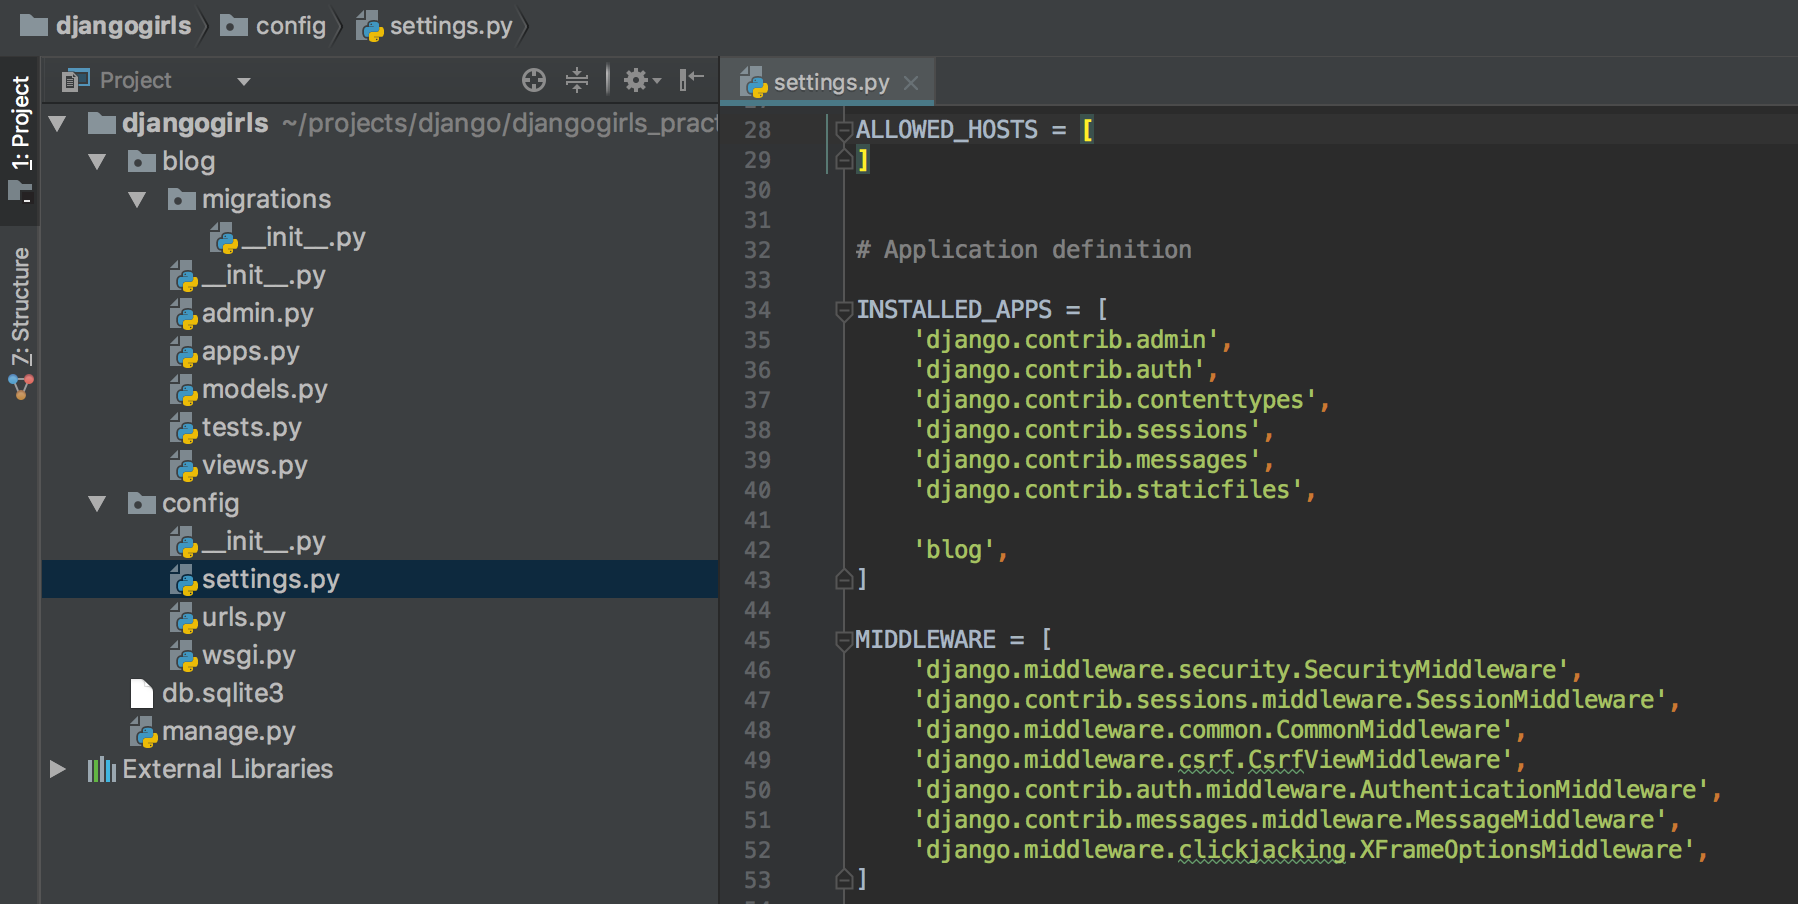 djangogirls config settings.py
1: Project
7: Structure
Project
djangogirls ~/projects/django/djangogirls_pract
blog
migrations
__init__.py
__init__.py
admin.py
apps.py
models.py
tests.py
views.py
config
__init__.py
settings.py
urls.py
wsgi.py
db.sqlite3
manage.py
External Libraries
settings.py
28 ALLOWED_HOSTS = [
29 ]
30
31
32 # Application definition
33
34 INSTALLED_APPS = [
35     'django.contrib.admin',
36     'django.contrib.auth',
37     'django.contrib.contenttypes',
38     'django.contrib.sessions',
39     'django.contrib.messages',
40     'django.contrib.staticfiles',
41
42     'blog',
43 ]
44
45 MIDDLEWARE = [
46     'django.middleware.security.SecurityMiddleware',
47     'django.contrib.sessions.middleware.SessionMiddleware',
48     'django.middleware.common.CommonMiddleware',
49     'django.middleware.csrf.CsrfViewMiddleware',
50     'django.contrib.auth.middleware.AuthenticationMiddleware',
51     'django.contrib.messages.middleware.MessageMiddleware',
52     'django.middleware.clickjacking.XFrameOptionsMiddleware',
53 ]